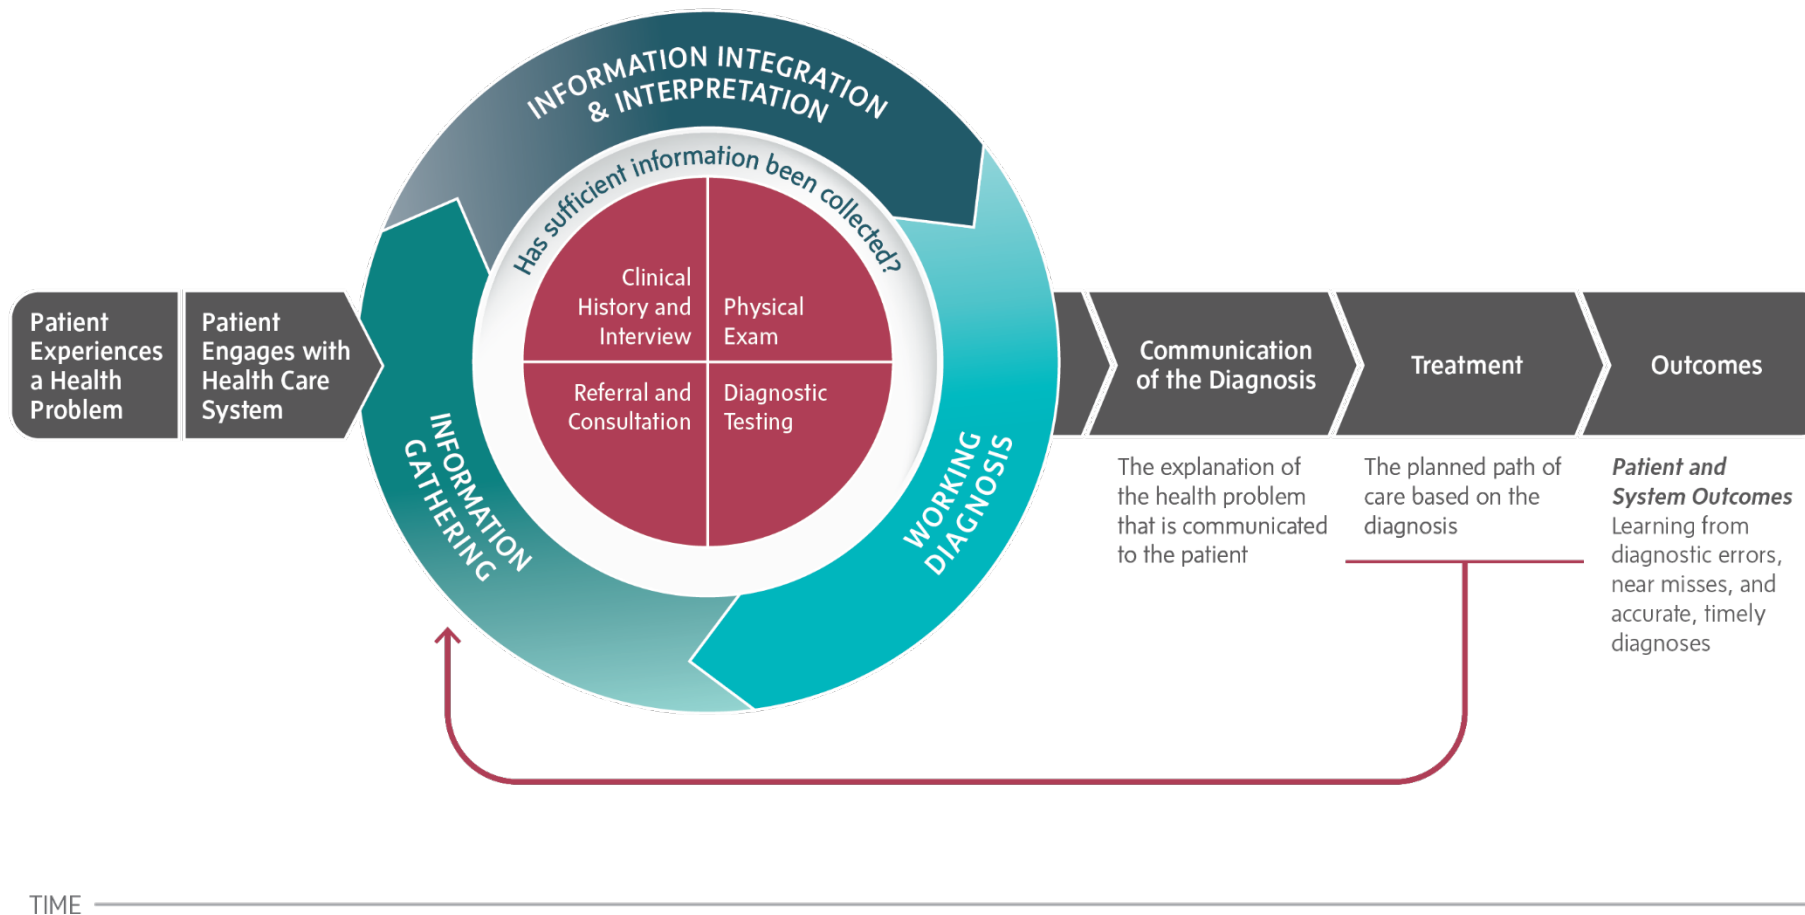 INFORMATION INTEGRATION
& INTERPRETATION
Has sufficient information been collected?
Clinical
History and
Interview
Physical
Exam
Referral and
Consultation
Diagnostic
Testing
INFORMATION
GATHERING
WORKING
DIAGNOSIS
Patient
Experiences
a Health
Problem
Patient
Engages with
Health Care
System
Communication
of the Diagnosis
Treatment
Outcomes
The explanation of
the health problem
that is communicated
to the patient
The planned path of
care based on the
diagnosis
Patient and
System Outcomes
Learning from
diagnostic errors,
near misses, and
accurate, timely
diagnoses
TIME